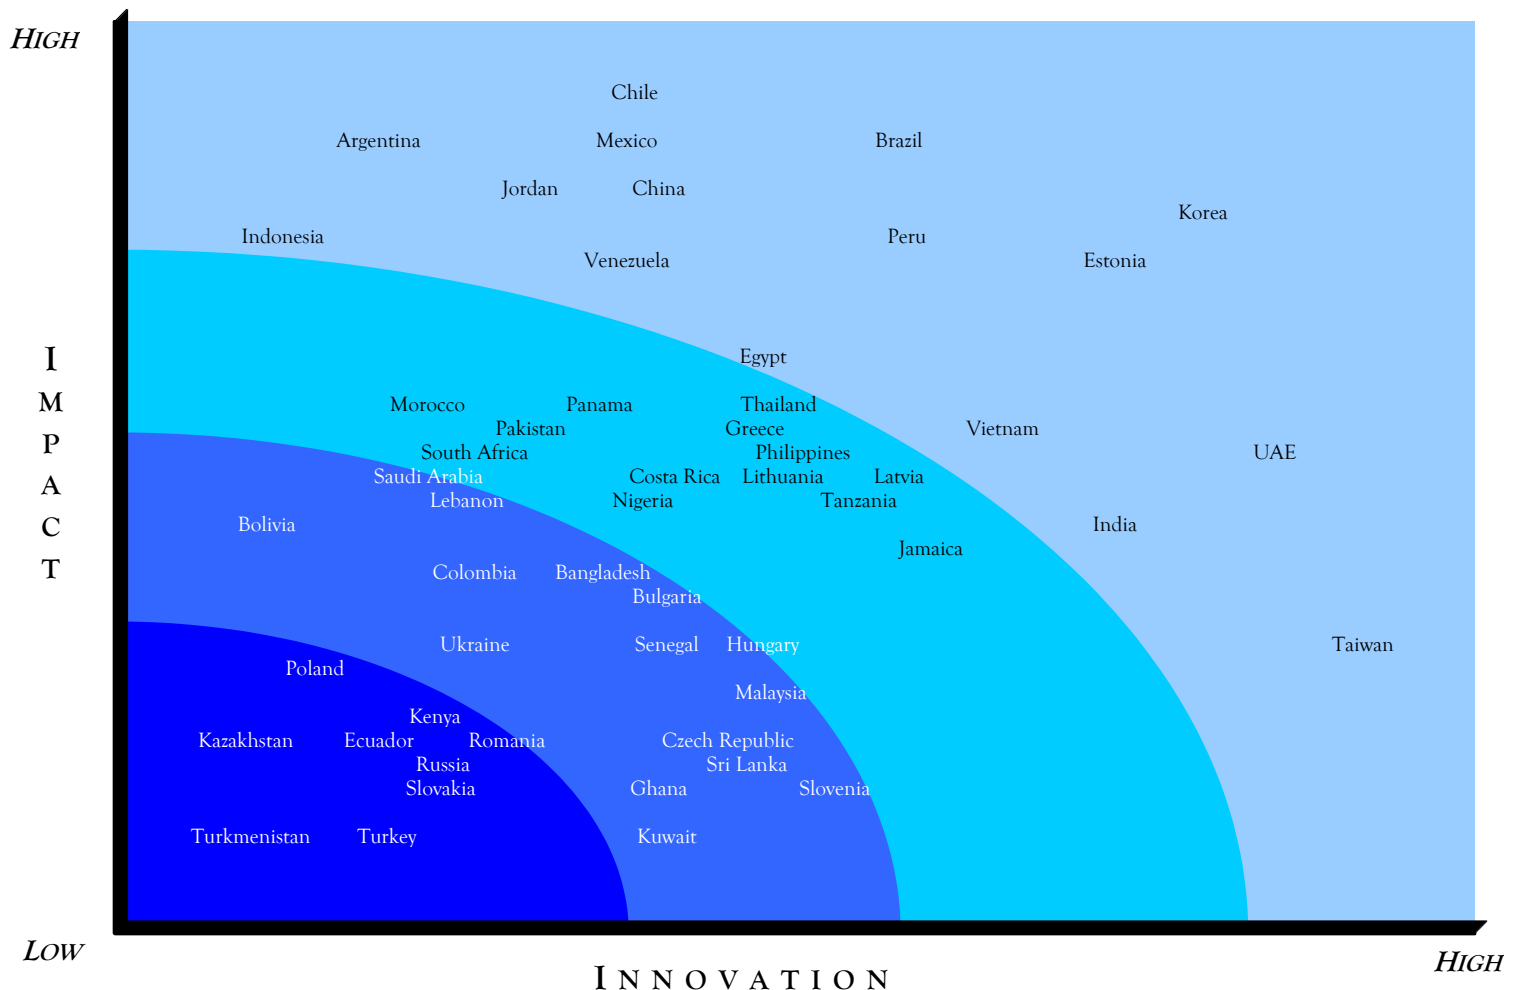 HIGH
Chile
Argentina Mexico Brazil
Jordan China
Korea
Indonesia Peru
Venezuela Estonia
Egypt
Morocco Panama Thailand
Pakistan Greece Vietnam
South Africa Philippines UAE
Saudi Arabia Costa Rica Lithuania Latvia
Lebanon Nigeria Tanzania
Bolivia India
Jamaica
Colombia Bangladesh
Bulgaria
Ukraine Senegal Hungary Taiwan
Poland
Malaysia
Kenya
Kazakhstan Ecuador Romania Czech Republic
Russia Sri Lanka
Slovakia Ghana Slovenia
Turkmenistan Turkey Kuwait
IMPACT
LOW
HIGH
INNOVATION